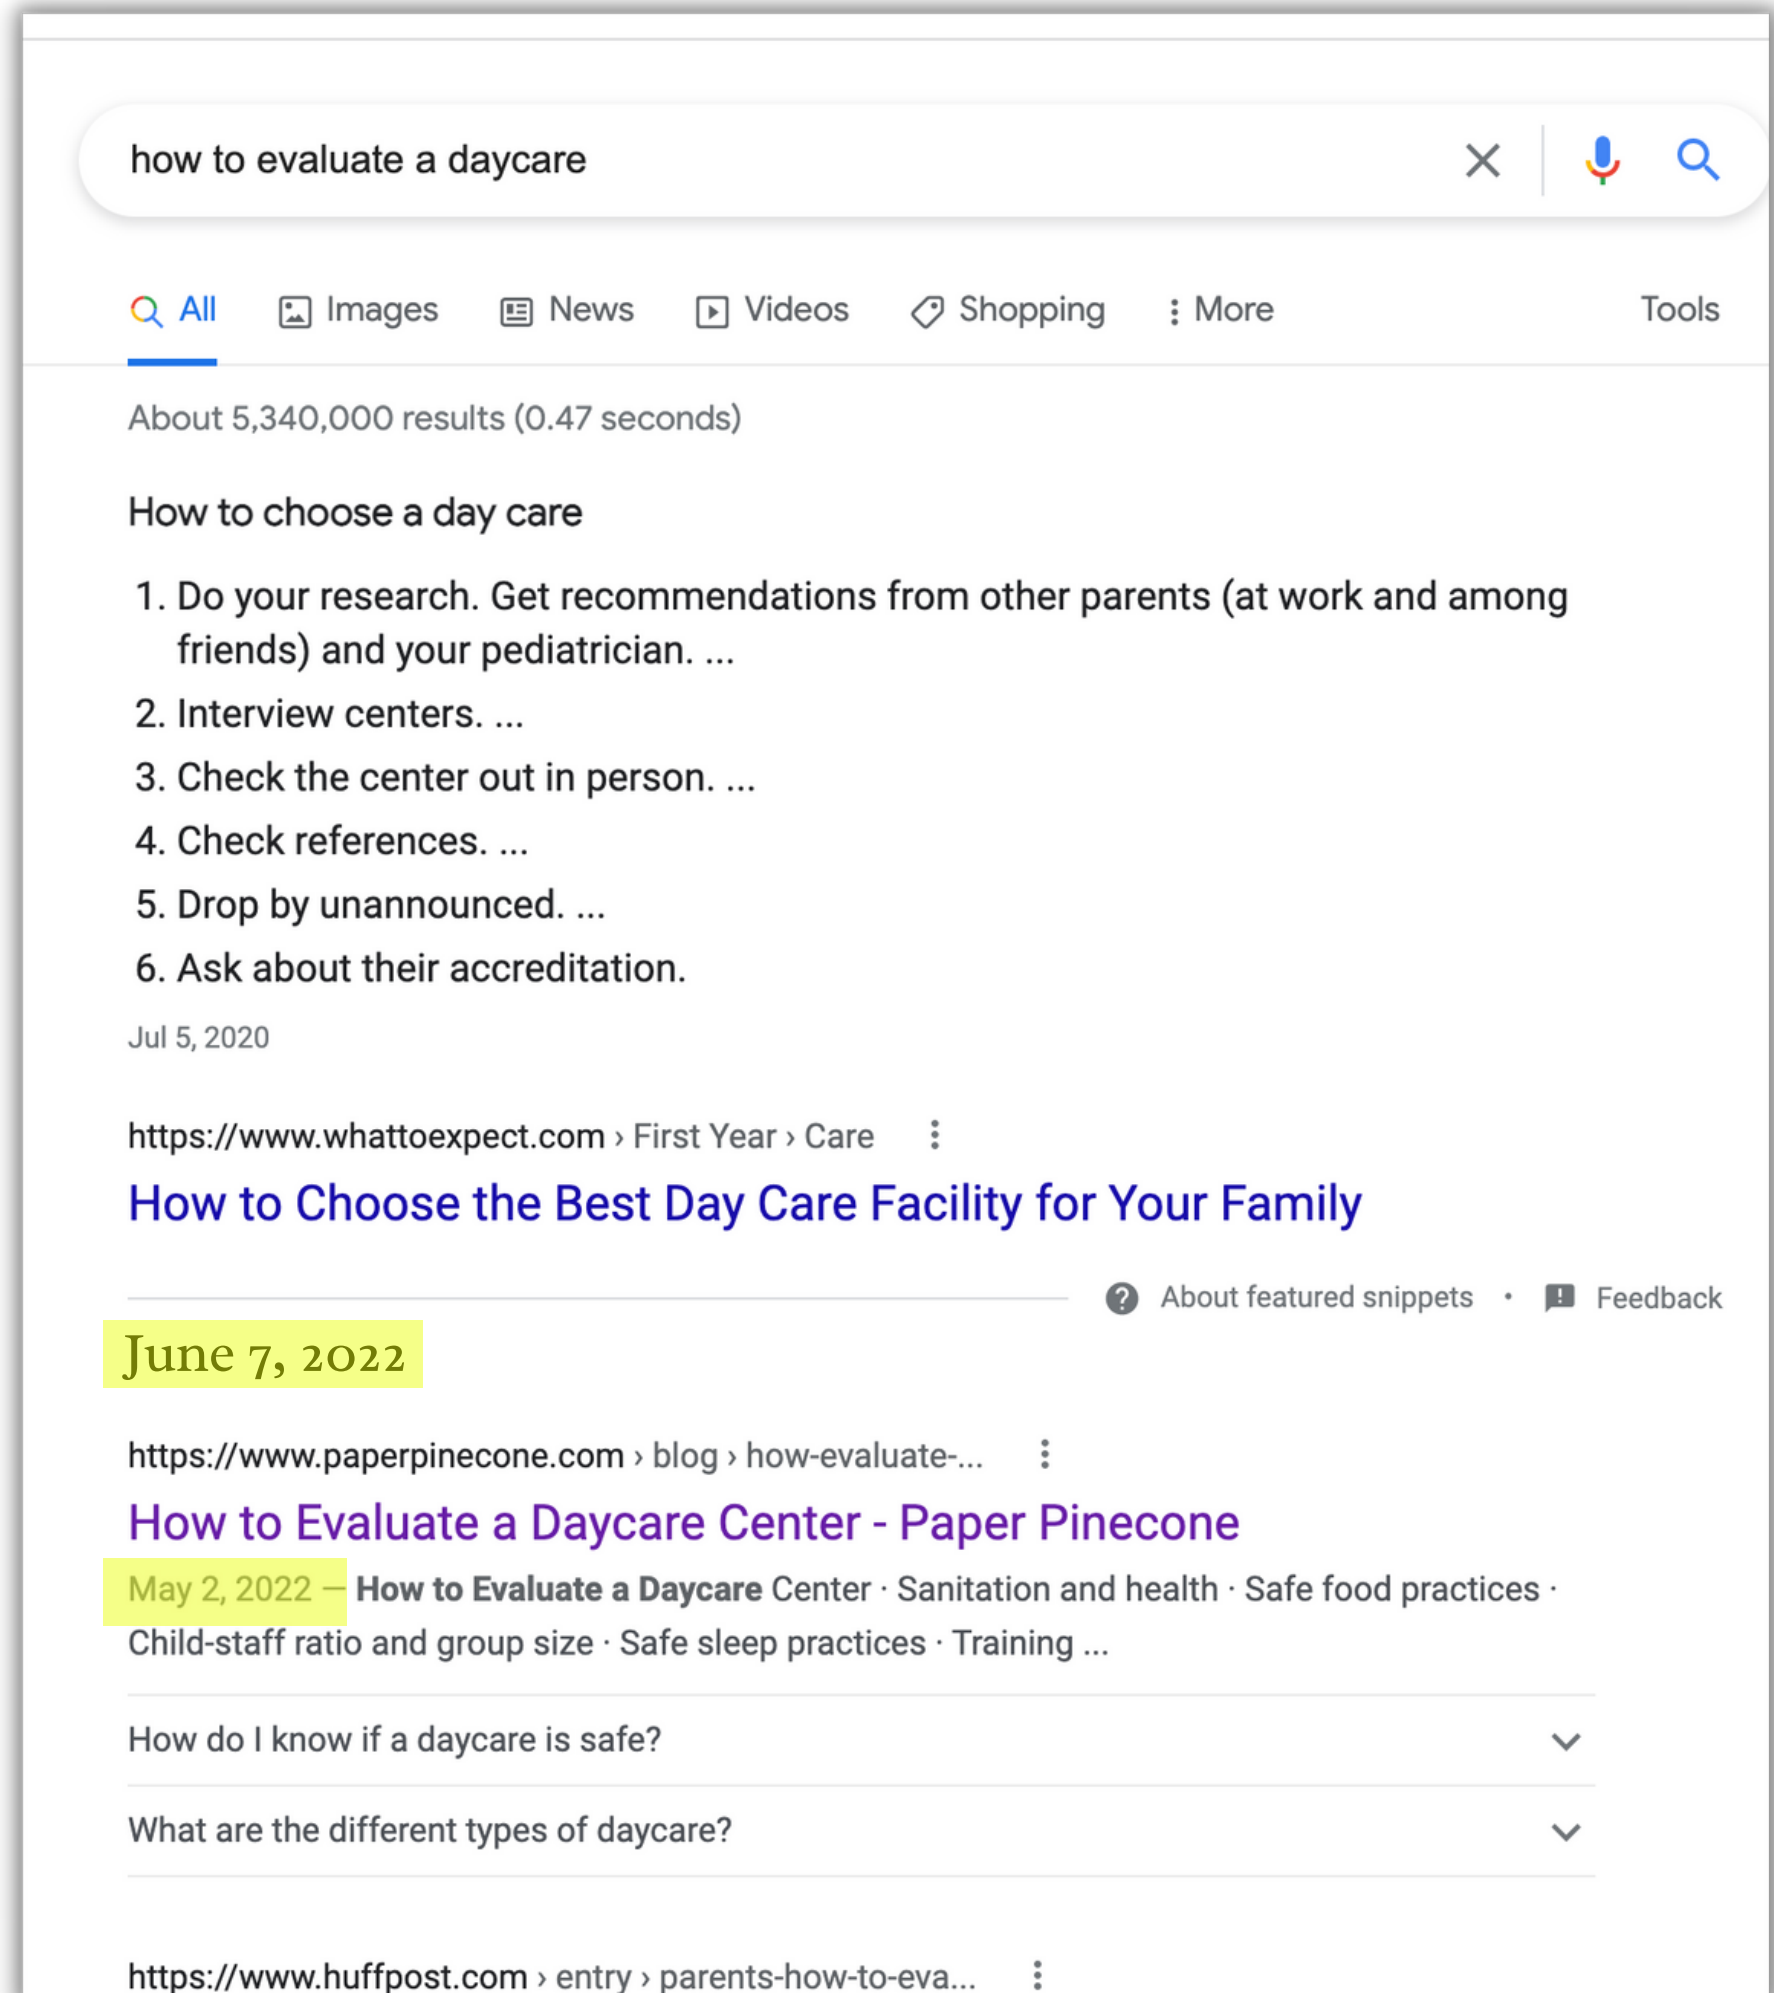 how to evaluate a daycare
All Images News Videos Shopping More Tools
About 5,340,000 results (0.47 seconds)
How to choose a day care
1. Do your research. Get recommendations from other parents (at work and among
friends) and your pediatrician. ...
2. Interview centers. ...
3. Check the center out in person. ...
4. Check references. ...
5. Drop by unannounced. ...
6. Ask about their accreditation.
Jul 5, 2020
https://www.whattoexpect.com › First Year › Care
How to Choose the Best Day Care Facility for Your Family
About featured snippets • Feedback
June 7, 2022
https://www.paperpinecone.com › blog › how-evaluate-...
How to Evaluate a Daycare Center - Paper Pinecone
May 2, 2022 — How to Evaluate a Daycare Center · Sanitation and health · Safe food practices ·
Child-staff ratio and group size · Safe sleep practices · Training ...
How do I know if a daycare is safe?
What are the different types of daycare?
https://www.huffpost.com › entry › parents-how-to-eva...